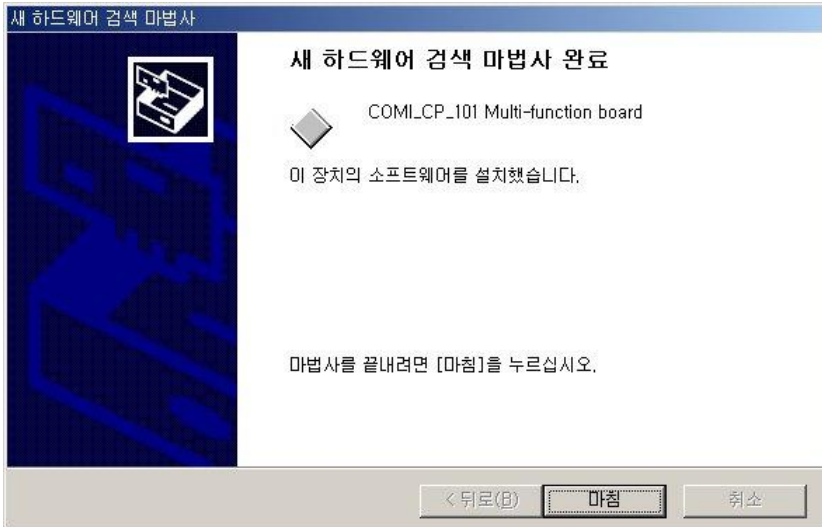 새 하드웨어 검색 마법사
새 하드웨어 검색 마법사 완료
COMI_CP_101 Multi-function board
이 장치의 소프트웨어를 설치했습니다.
마법사를 끝내려면 [마침]을 누르십시오.
< 뒤로(B) 마침 취소